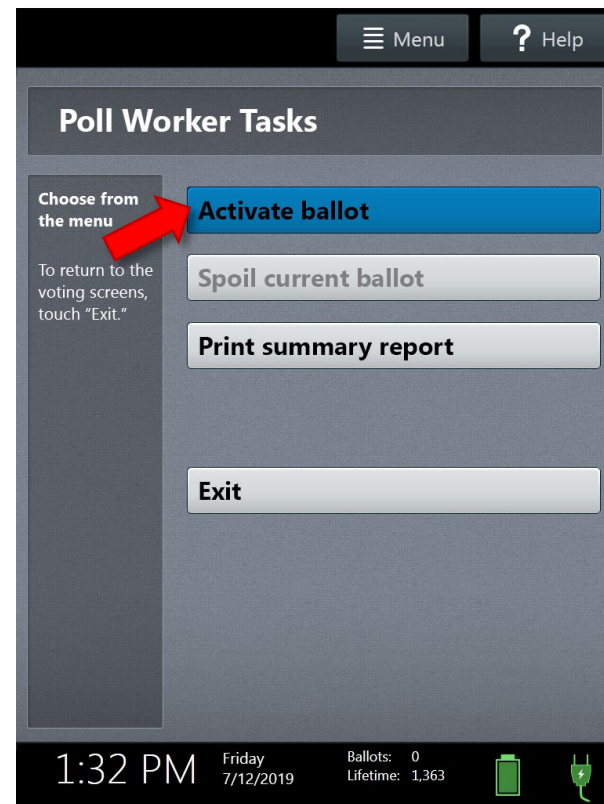 Menu
? Help
Poll Worker Tasks
Choose from
the menu
To return to the
voting screens,
touch "Exit."
Activate ballot
Spoil current ballot
Print summary report
Exit
1:32 PM
Friday
7/12/2019
Ballots: 0
Lifetime: 1,363